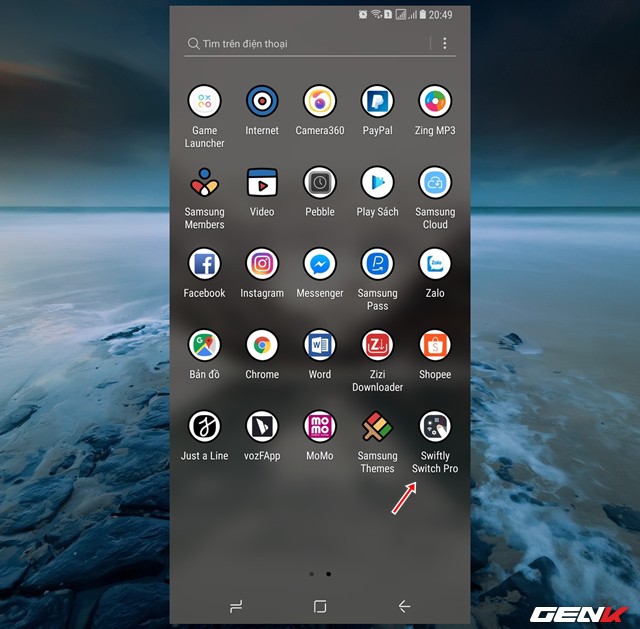 20:49
Tìm trên điện thoại
Game Launcher
Internet
Camera360
PayPal
Zing MP3
Samsung Members
Video
Pebble
Play Sách
Samsung Cloud
Facebook
Instagram
Messenger
Samsung Pass
Zalo
Bản đồ
Chrome
Word
Zizi Downloader
Shopee
Just a Line
vozFApp
MoMo
Samsung Themes
Swiftly Switch Pro
GENK